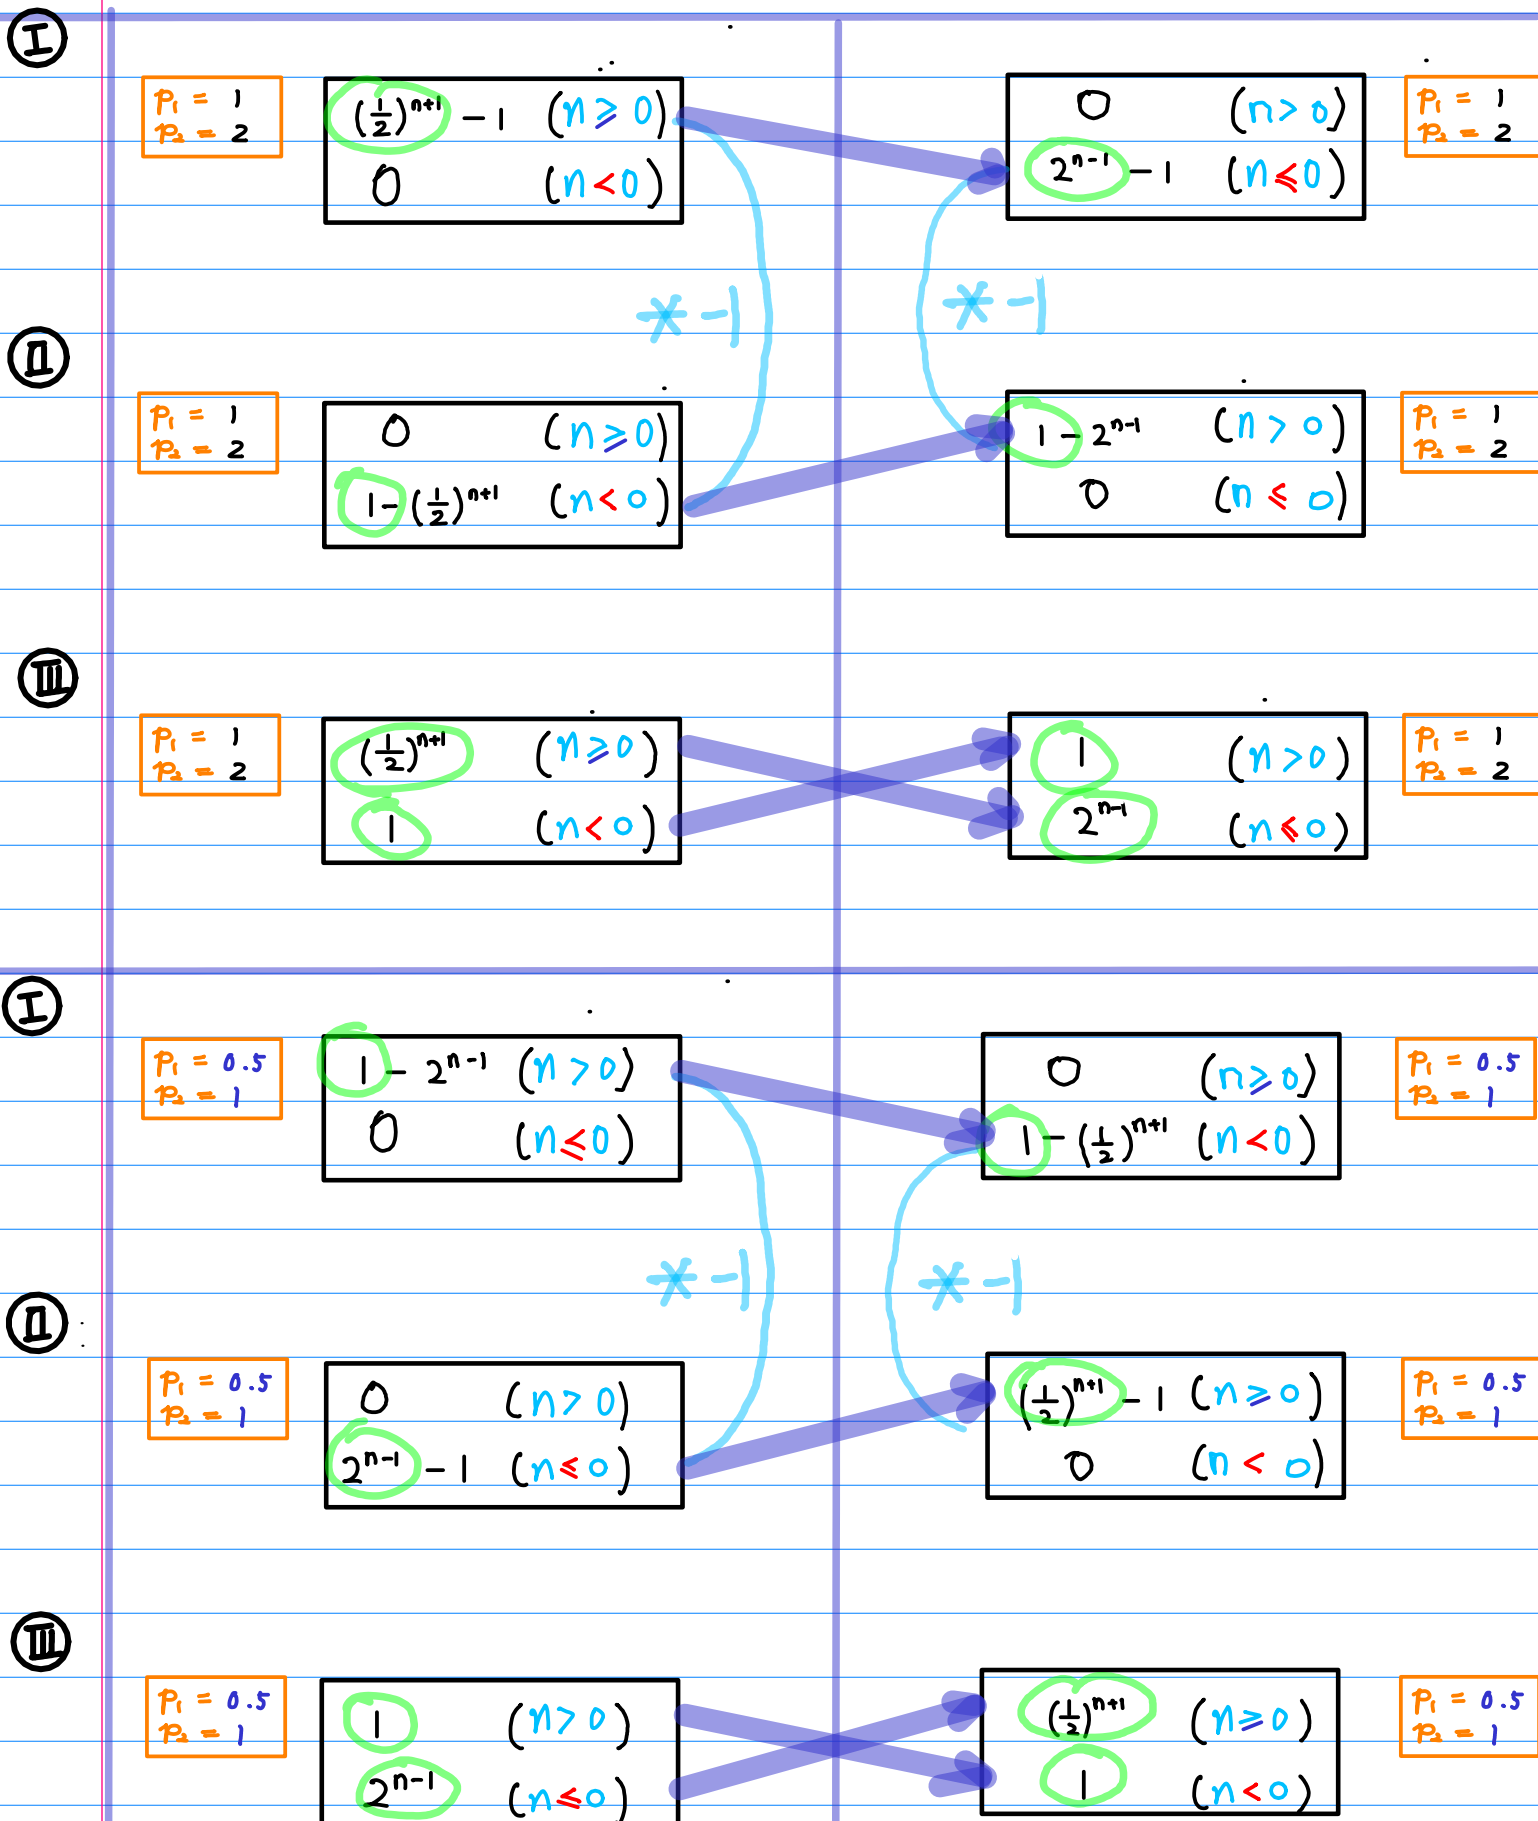 I
p₁ = 1
p₂ = 2
(1/2)ⁿ⁺¹ - 1 (n ≥ 0)
0 (n < 0)
0 (n > 0)
2ⁿ⁻¹ - 1 (n ≤ 0)
p₁ = 1
p₂ = 2
* -1
* -1
II
p₁ = 1
p₂ = 2
0 (n ≥ 0)
1 - (1/2)ⁿ⁺¹ (n < 0)
1 - 2ⁿ⁻¹ (n > 0)
0 (n ≤ 0)
p₁ = 1
p₂ = 2
III
p₁ = 1
p₂ = 2
(1/2)ⁿ⁺¹ (n ≥ 0)
1 (n < 0)
1 (n > 0)
2ⁿ⁻¹ (n ≤ 0)
p₁ = 1
p₂ = 2
I
p₁ = 0.5
p₂ = 1
1 - 2ⁿ⁻¹ (n > 0)
0 (n ≤ 0)
0 (n ≥ 0)
1 - (1/2)ⁿ⁺¹ (n < 0)
p₁ = 0.5
p₂ = 1
* -1
* -1
II
p₁ = 0.5
p₂ = 1
0 (n > 0)
2ⁿ⁻¹ - 1 (n ≤ 0)
(1/2)ⁿ⁺¹ - 1 (n ≥ 0)
0 (n < 0)
p₁ = 0.5
p₂ = 1
III
p₁ = 0.5
p₂ = 1
1 (n > 0)
2ⁿ⁻¹ (n ≤ 0)
(1/2)ⁿ⁺¹ (n ≥ 0)
1 (n < 0)
p₁ = 0.5
p₂ = 1